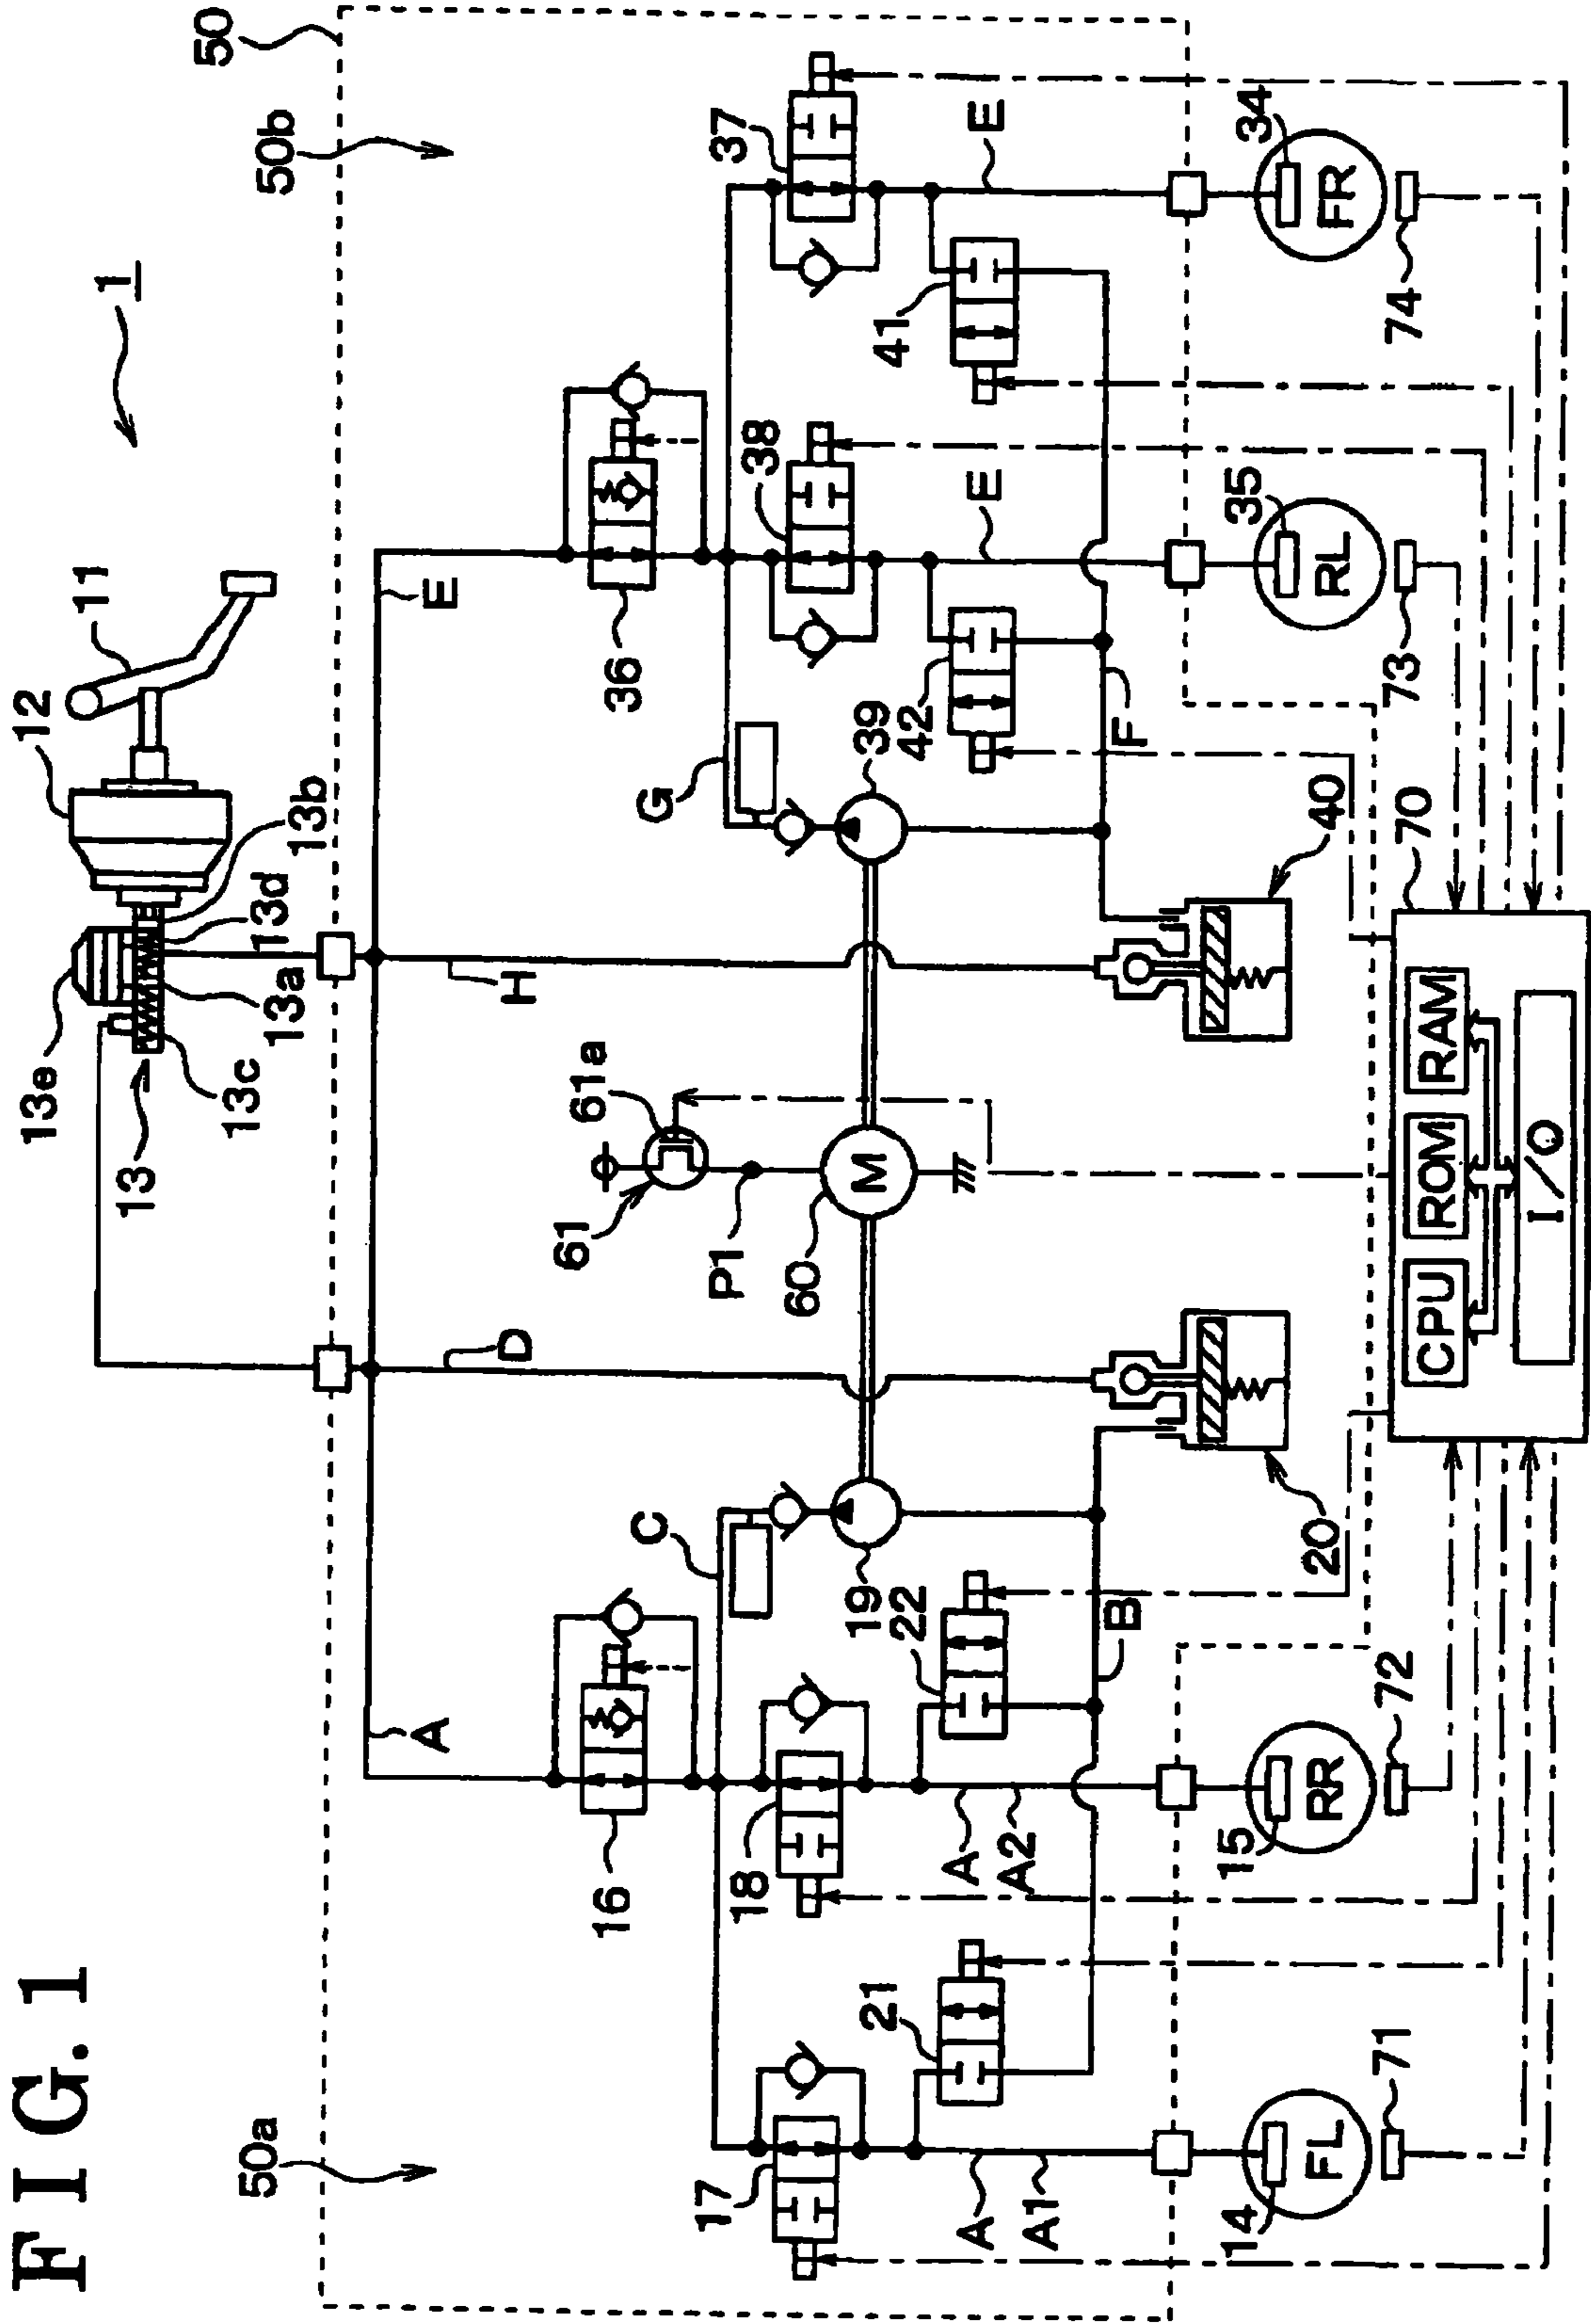 FIG. 1
1
11
12
13b
13d
13a
13e
13c
13
50
50a
50b
A
E
D
H
16
36
61a
61
P1
60
M
C
G
17
18
19
39
38
37
21
22
42
41
A
A1
A
A2
B
F
E
E
20
40
14
FL
15
RR
35
RL
34
FR
71
72
73
74
70
CPU
ROM
RAM
I/O